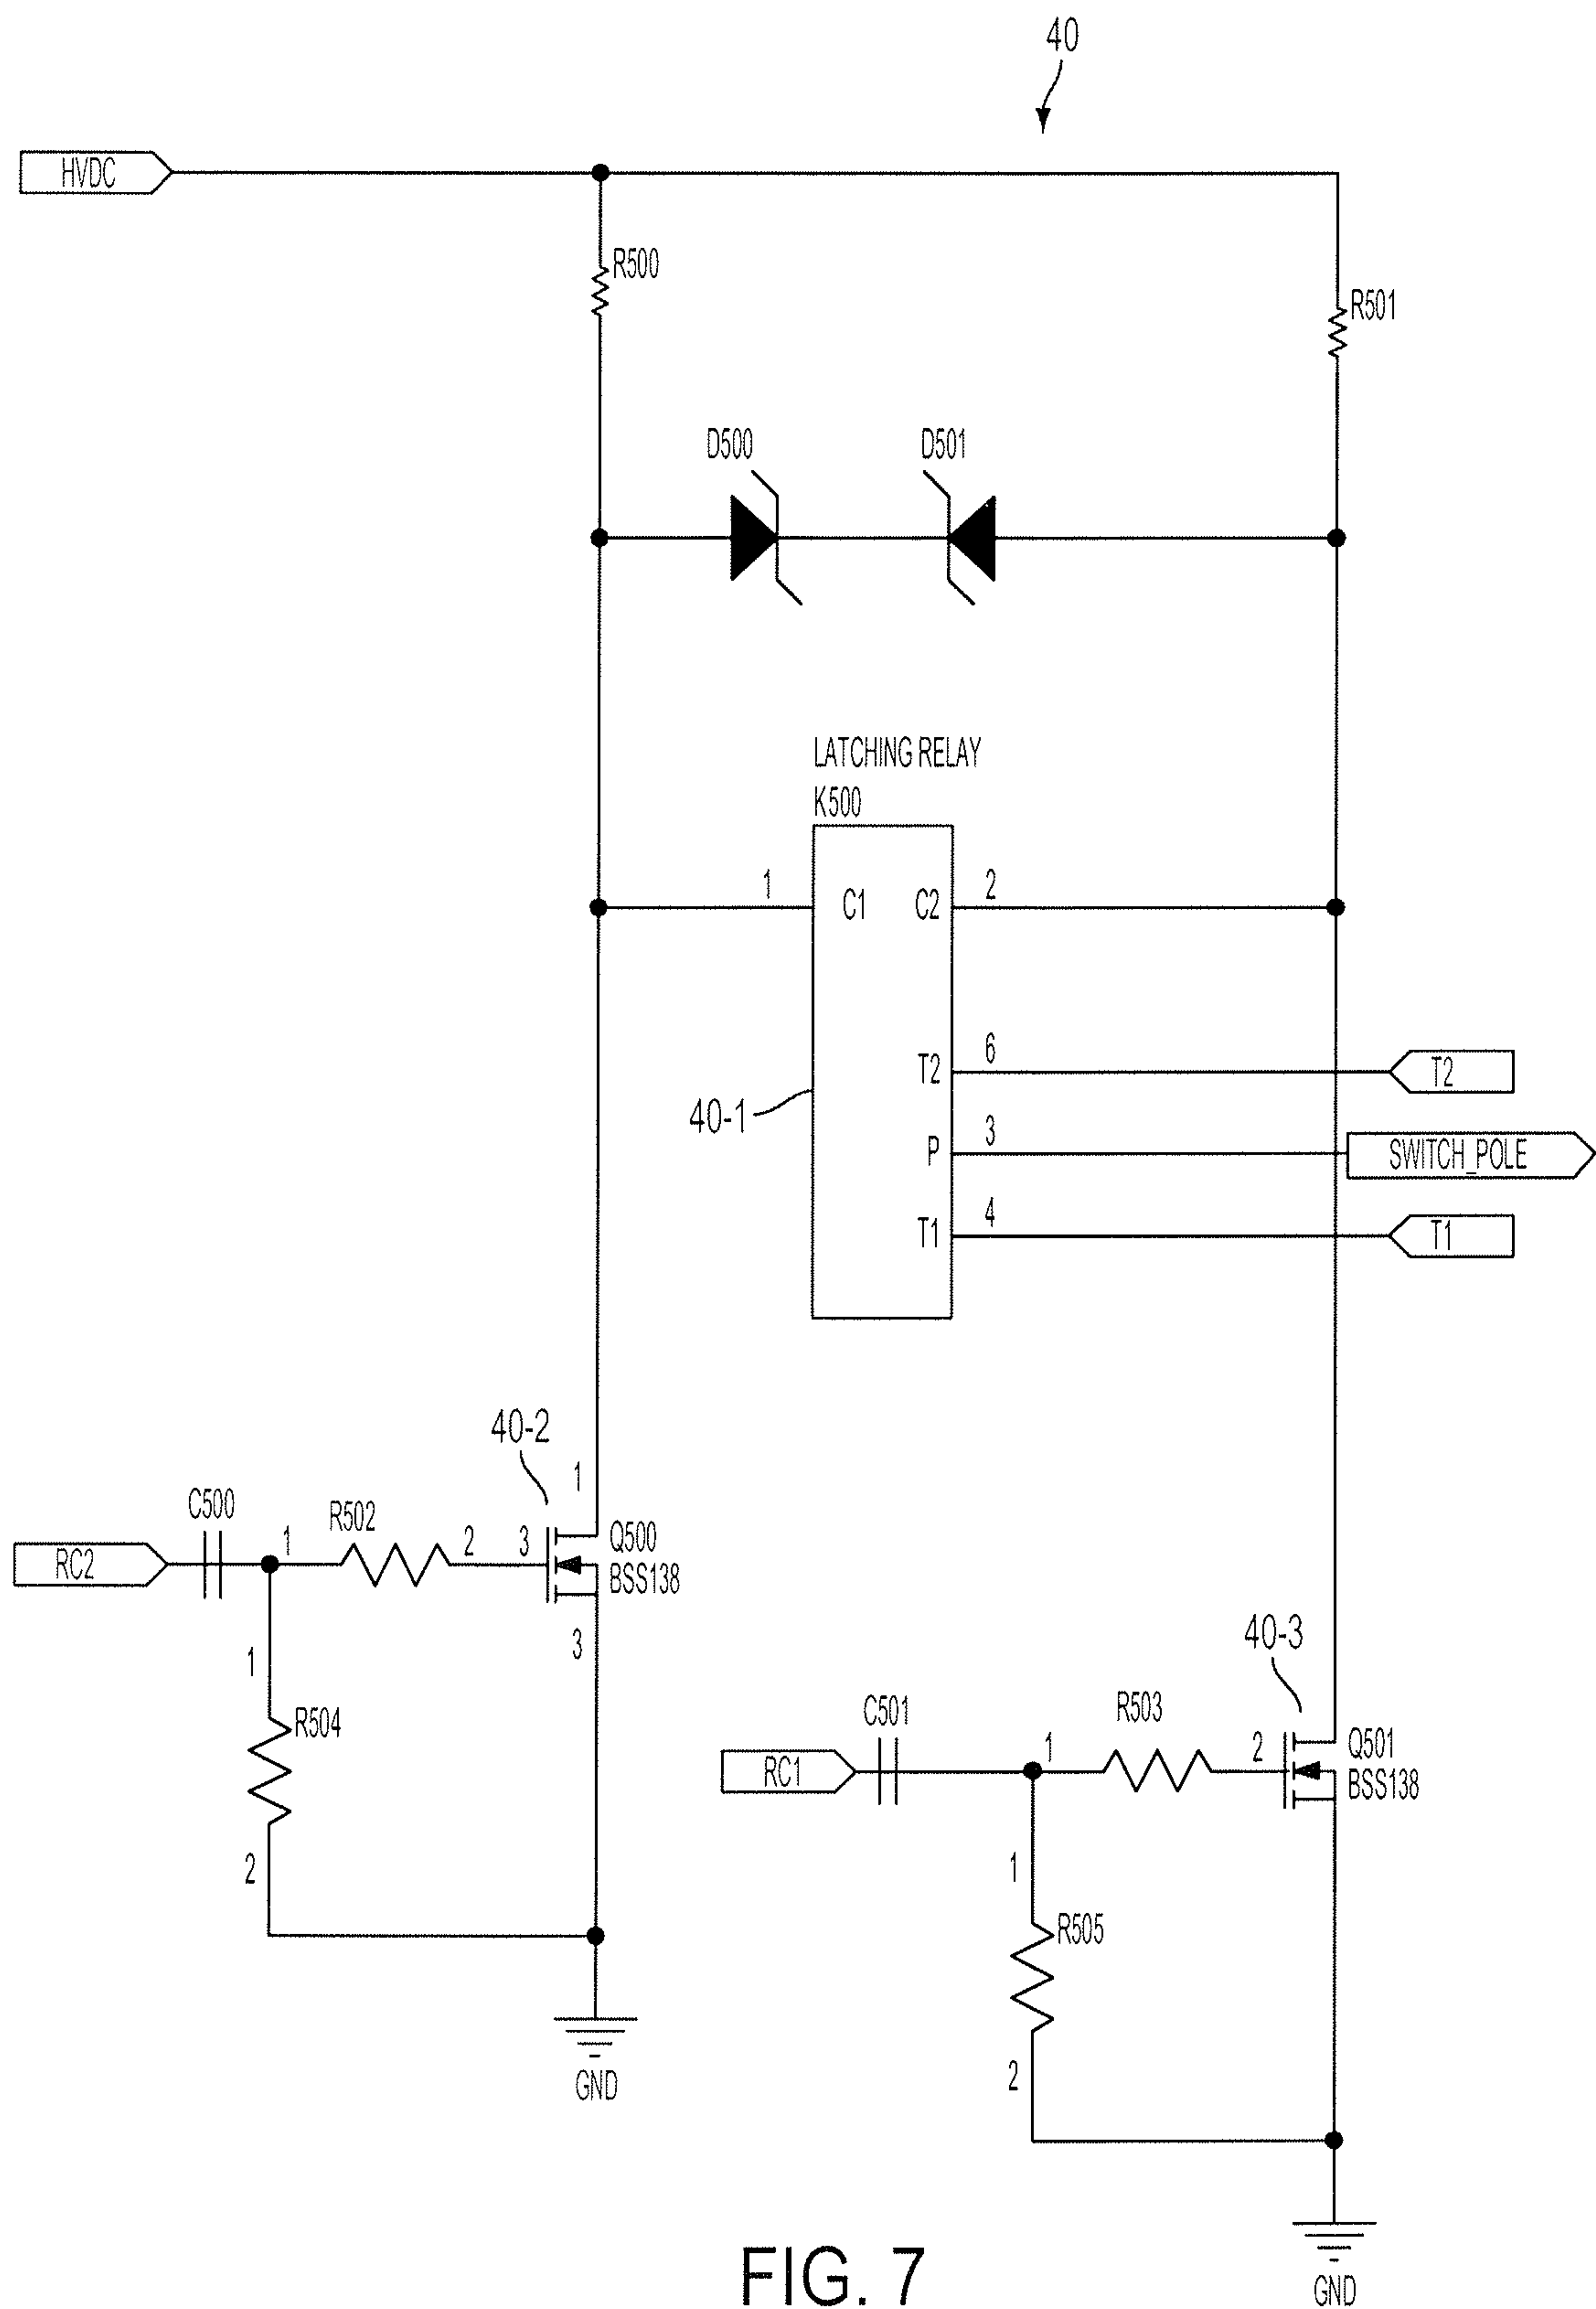 40
HVDC
R500
R501
D500
D501
LATCHING RELAY
K500
1
C1
C2
2
T2
6
T2
40-1
P
3
SWITCH_POLE
T1
4
T1
40-2
1
C500
R502
RC2
1
2
3
Q500
BSS138
3
1
R504
2
GND
40-3
C501
R503
RC1
1
2
Q501
BSS138
1
R505
2
GND
FIG. 7